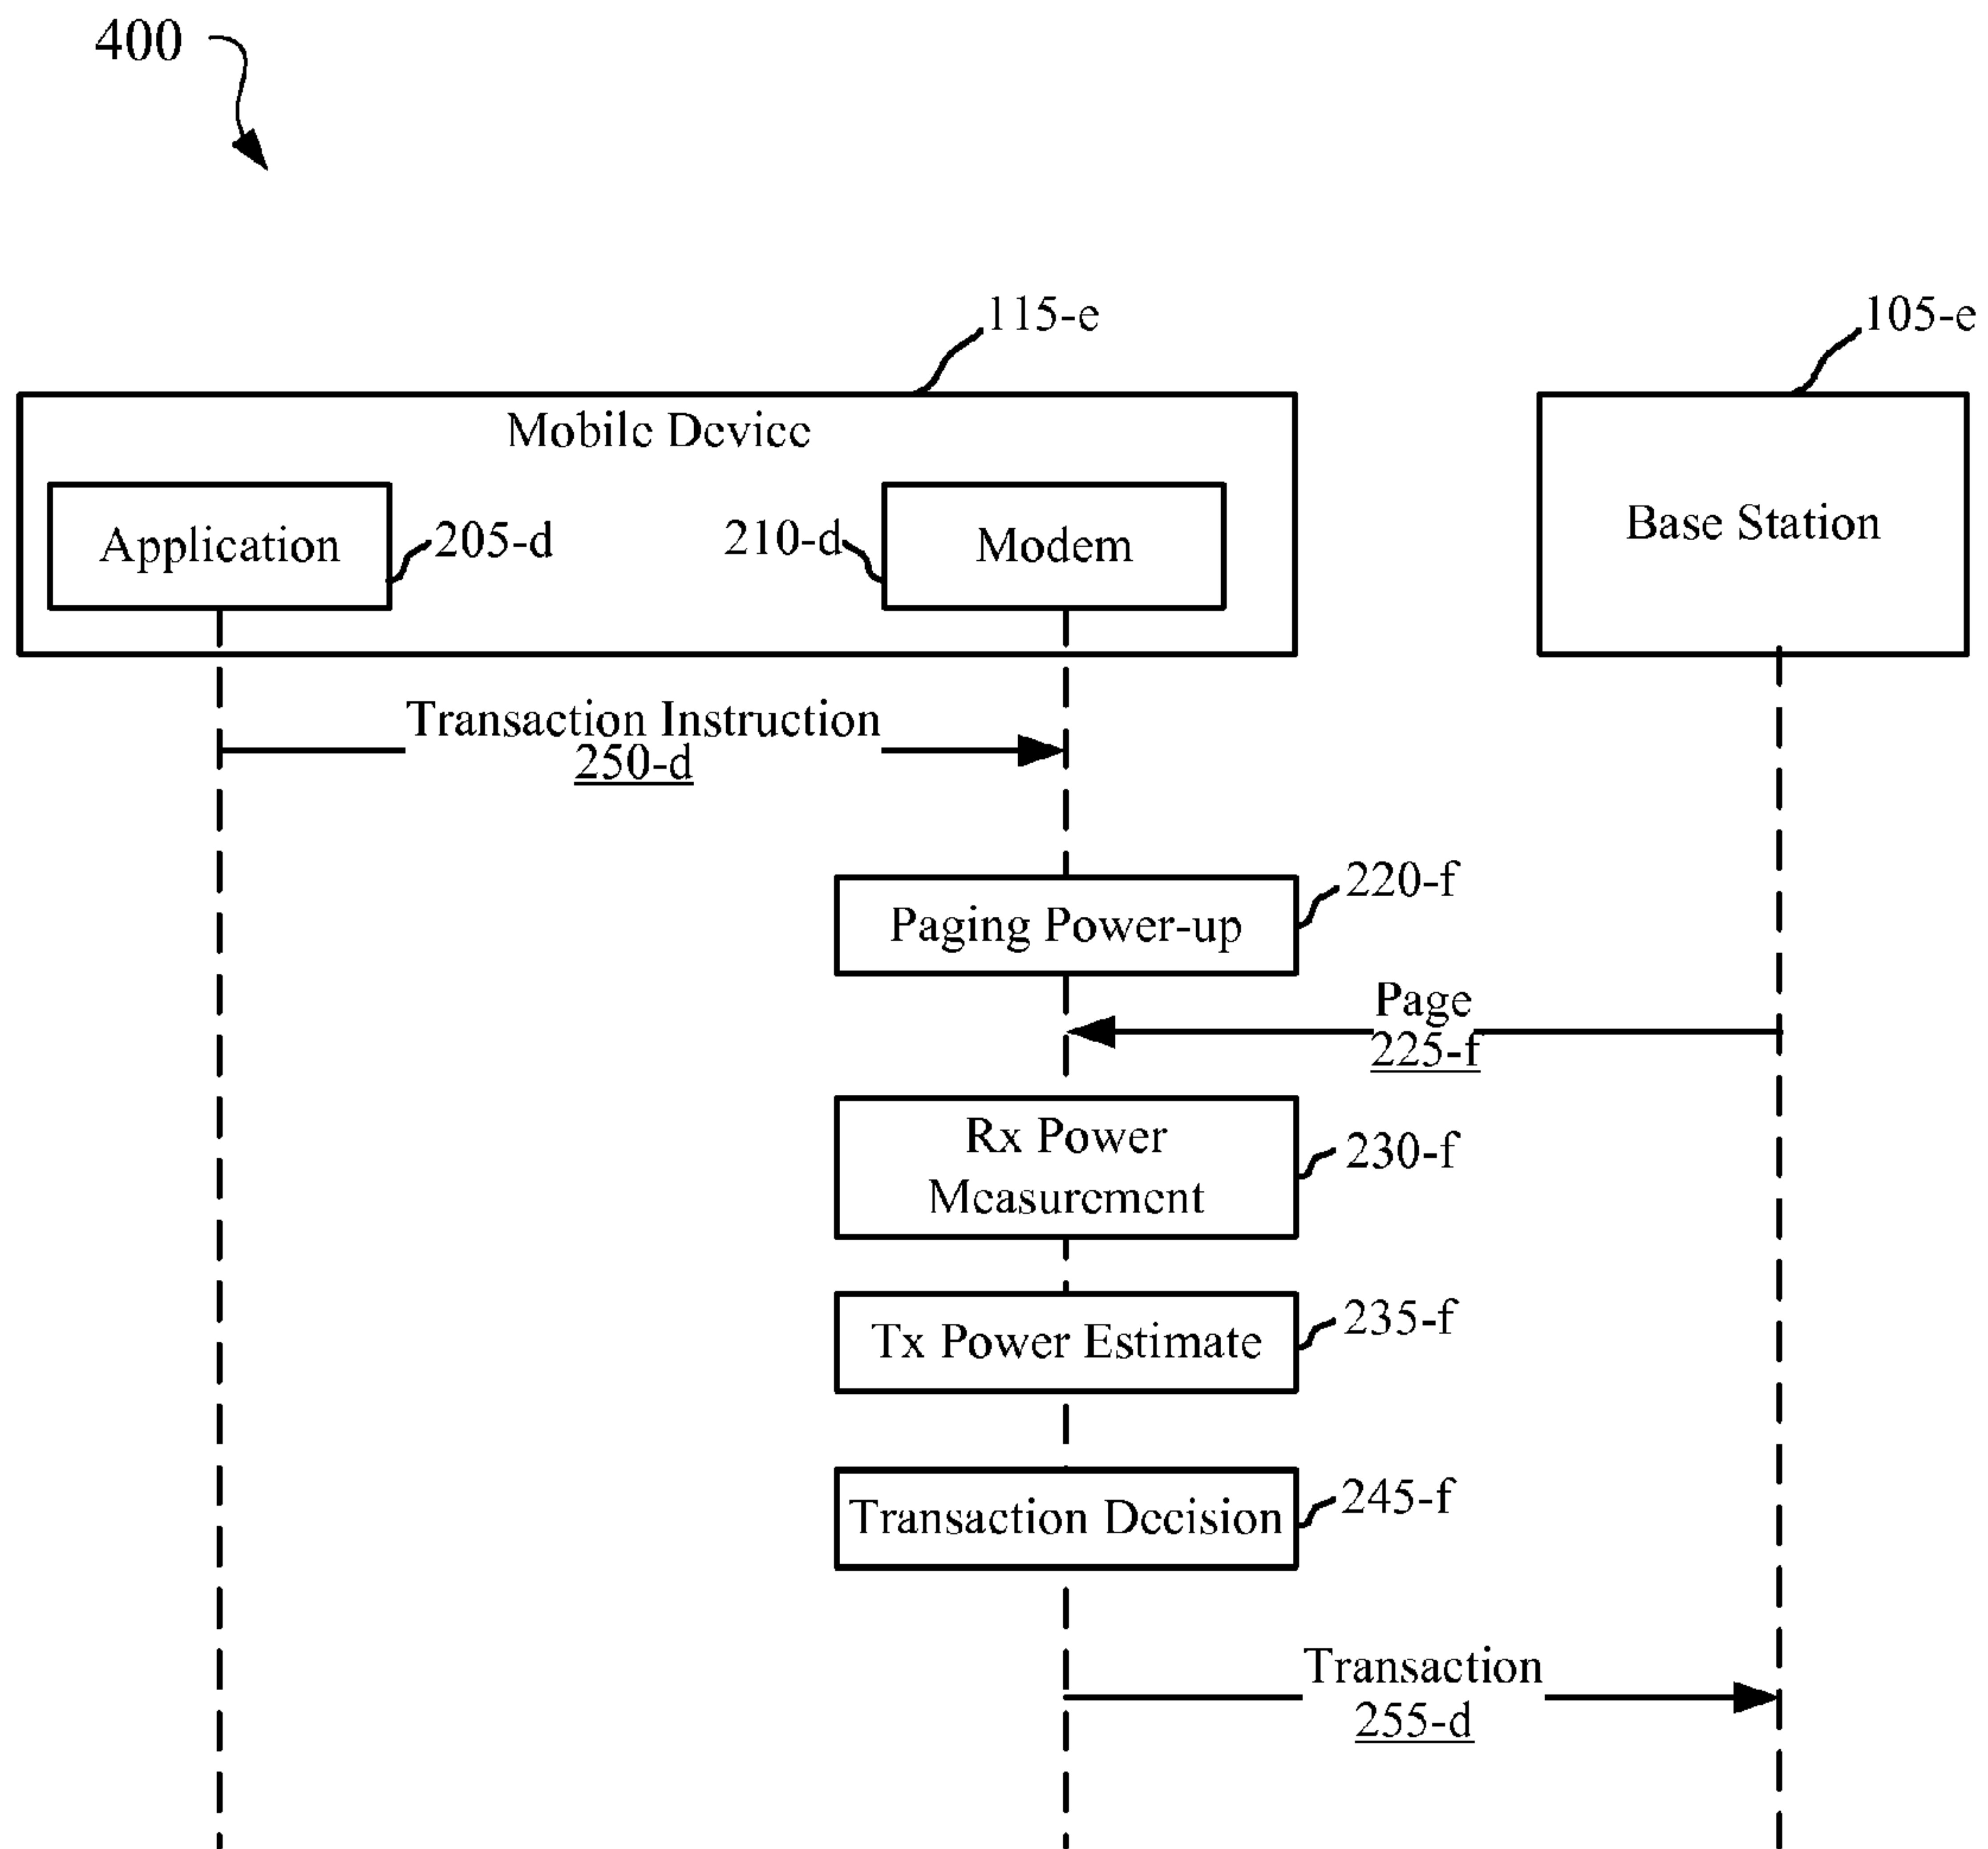 400
115-e
105-e
Mobile Device
Application
205-d
210-d
Modem
Base Station
Transaction Instruction
250-d
Paging Power-up
220-f
Page
225-f
Rx Power
Measurement
230-f
Tx Power Estimate
235-f
Transaction Decision
245-f
Transaction
255-d